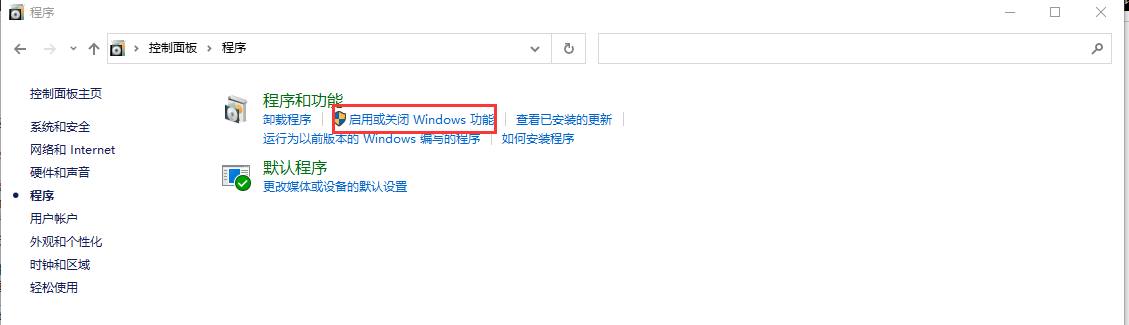 程序
控制面板 程序
控制面板主页
系统和安全
网络和 Internet
硬件和声音
程序
用户帐户
外观和个性化
时钟和区域
轻松使用
程序和功能
卸载程序 启用或关闭 Windows 功能 查看已安装的更新
运行为以前版本的 Windows 编写的程序 如何安装程序
默认程序
更改媒体或设备的默认设置